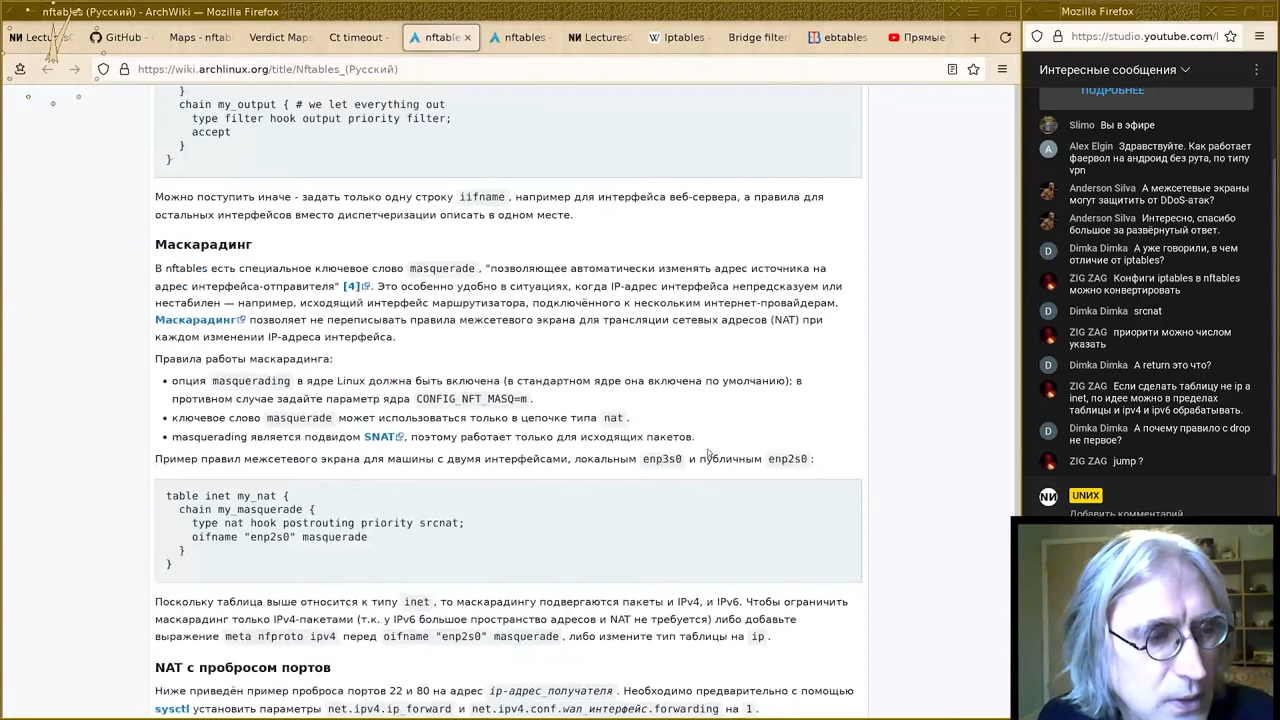 nftables (Русский) - ArchWiki — Mozilla Firefox
Mozilla Firefox
NИ Lectures
GitHub -
Maps - nftabl
Verdict Maps
Ct timeout -
nftable ×
nftables -
NИ LecturesC
W Iptables -
Bridge filteri
ebtables
Прямые
https://wiki.archlinux.org/title/Nftables_(Русский)
https://studio.youtube.com/l
}
chain my_output { # we let everything out
type filter hook output priority filter;
accept
}
}
Можно поступить иначе - задать только одну строку iifname, например для интерфейса веб-сервера, а правила для
остальных интерфейсов вместо диспетчеризации описать в одном месте.
Маскарадинг
В nftables есть специальное ключевое слово masquerade, "позволяющее автоматически изменять адрес источника на
адрес интерфейса-отправителя" [4]. Это особенно удобно в ситуациях, когда IP-адрес интерфейса непредсказуем или
нестабилен — например, исходящий интерфейс маршрутизатора, подключённого к нескольким интернет-провайдерам.
Маскарадинг позволяет не переписывать правила межсетевого экрана для трансляции сетевых адресов (NAT) при
каждом изменении IP-адреса интерфейса.
Правила работы маскарадинга:
• опция masquerading в ядре Linux должна быть включена (в стандартном ядре она включена по умолчанию); в
противном случае задайте параметр ядра CONFIG_NFT_MASQ=m.
• ключевое слово masquerade может использоваться только в цепочке типа nat.
• masquerading является подвидом SNAT, поэтому работает только для исходящих пакетов.
Пример правил межсетевого экрана для машины с двумя интерфейсами, локальным enp3s0 и публичным enp2s0:
table inet my_nat {
chain my_masquerade {
type nat hook postrouting priority srcnat;
oifname "enp2s0" masquerade
}
}
Поскольку таблица выше относится к типу inet, то маскарадингу подвергаются пакеты и IPv4, и IPv6. Чтобы ограничить
маскарадинг только IPv4-пакетами (т.к. у IPv6 большое пространство адресов и NAT не требуется) либо добавьте
выражение meta nfproto ipv4 перед oifname "enp2s0" masquerade, либо измените тип таблицы на ip.
NAT с пробросом портов
Ниже приведён пример проброса портов 22 и 80 на адрес ip-адрес_получателя. Необходимо предварительно с помощью
sysctl установить параметры net.ipv4.ip_forward и net.ipv4.conf.wan_интерфейс.forwarding на 1.
Интересные сообщения
ПОДРОБНЕЕ
Slimo Вы в эфире
A Alex Elgin Здравствуйте. Как работает
фаервол на андроид без рута, по типу
vpn
Anderson Silva А межсетевые экраны
могут защитить от DDoS-атак?
Anderson Silva Интересно, спасибо
большое за развёрнутый ответ.
D Dimka Dimka А уже говорили, в чем
отличие от iptables?
ZIG ZAG Конфиги iptables в nftables
можно конвертировать
D Dimka Dimka srcnat
ZIG ZAG приорити можно числом
указать
D Dimka Dimka А return это что?
ZIG ZAG Если сделать таблицу не ip а
inet, по идее можно в пределах
таблицы и ipv4 и ipv6 обрабатывать.
D Dimka Dimka А почему правило с drop
не первое?
ZIG ZAG jump ?
NИ UNИX
Добавить комментарий